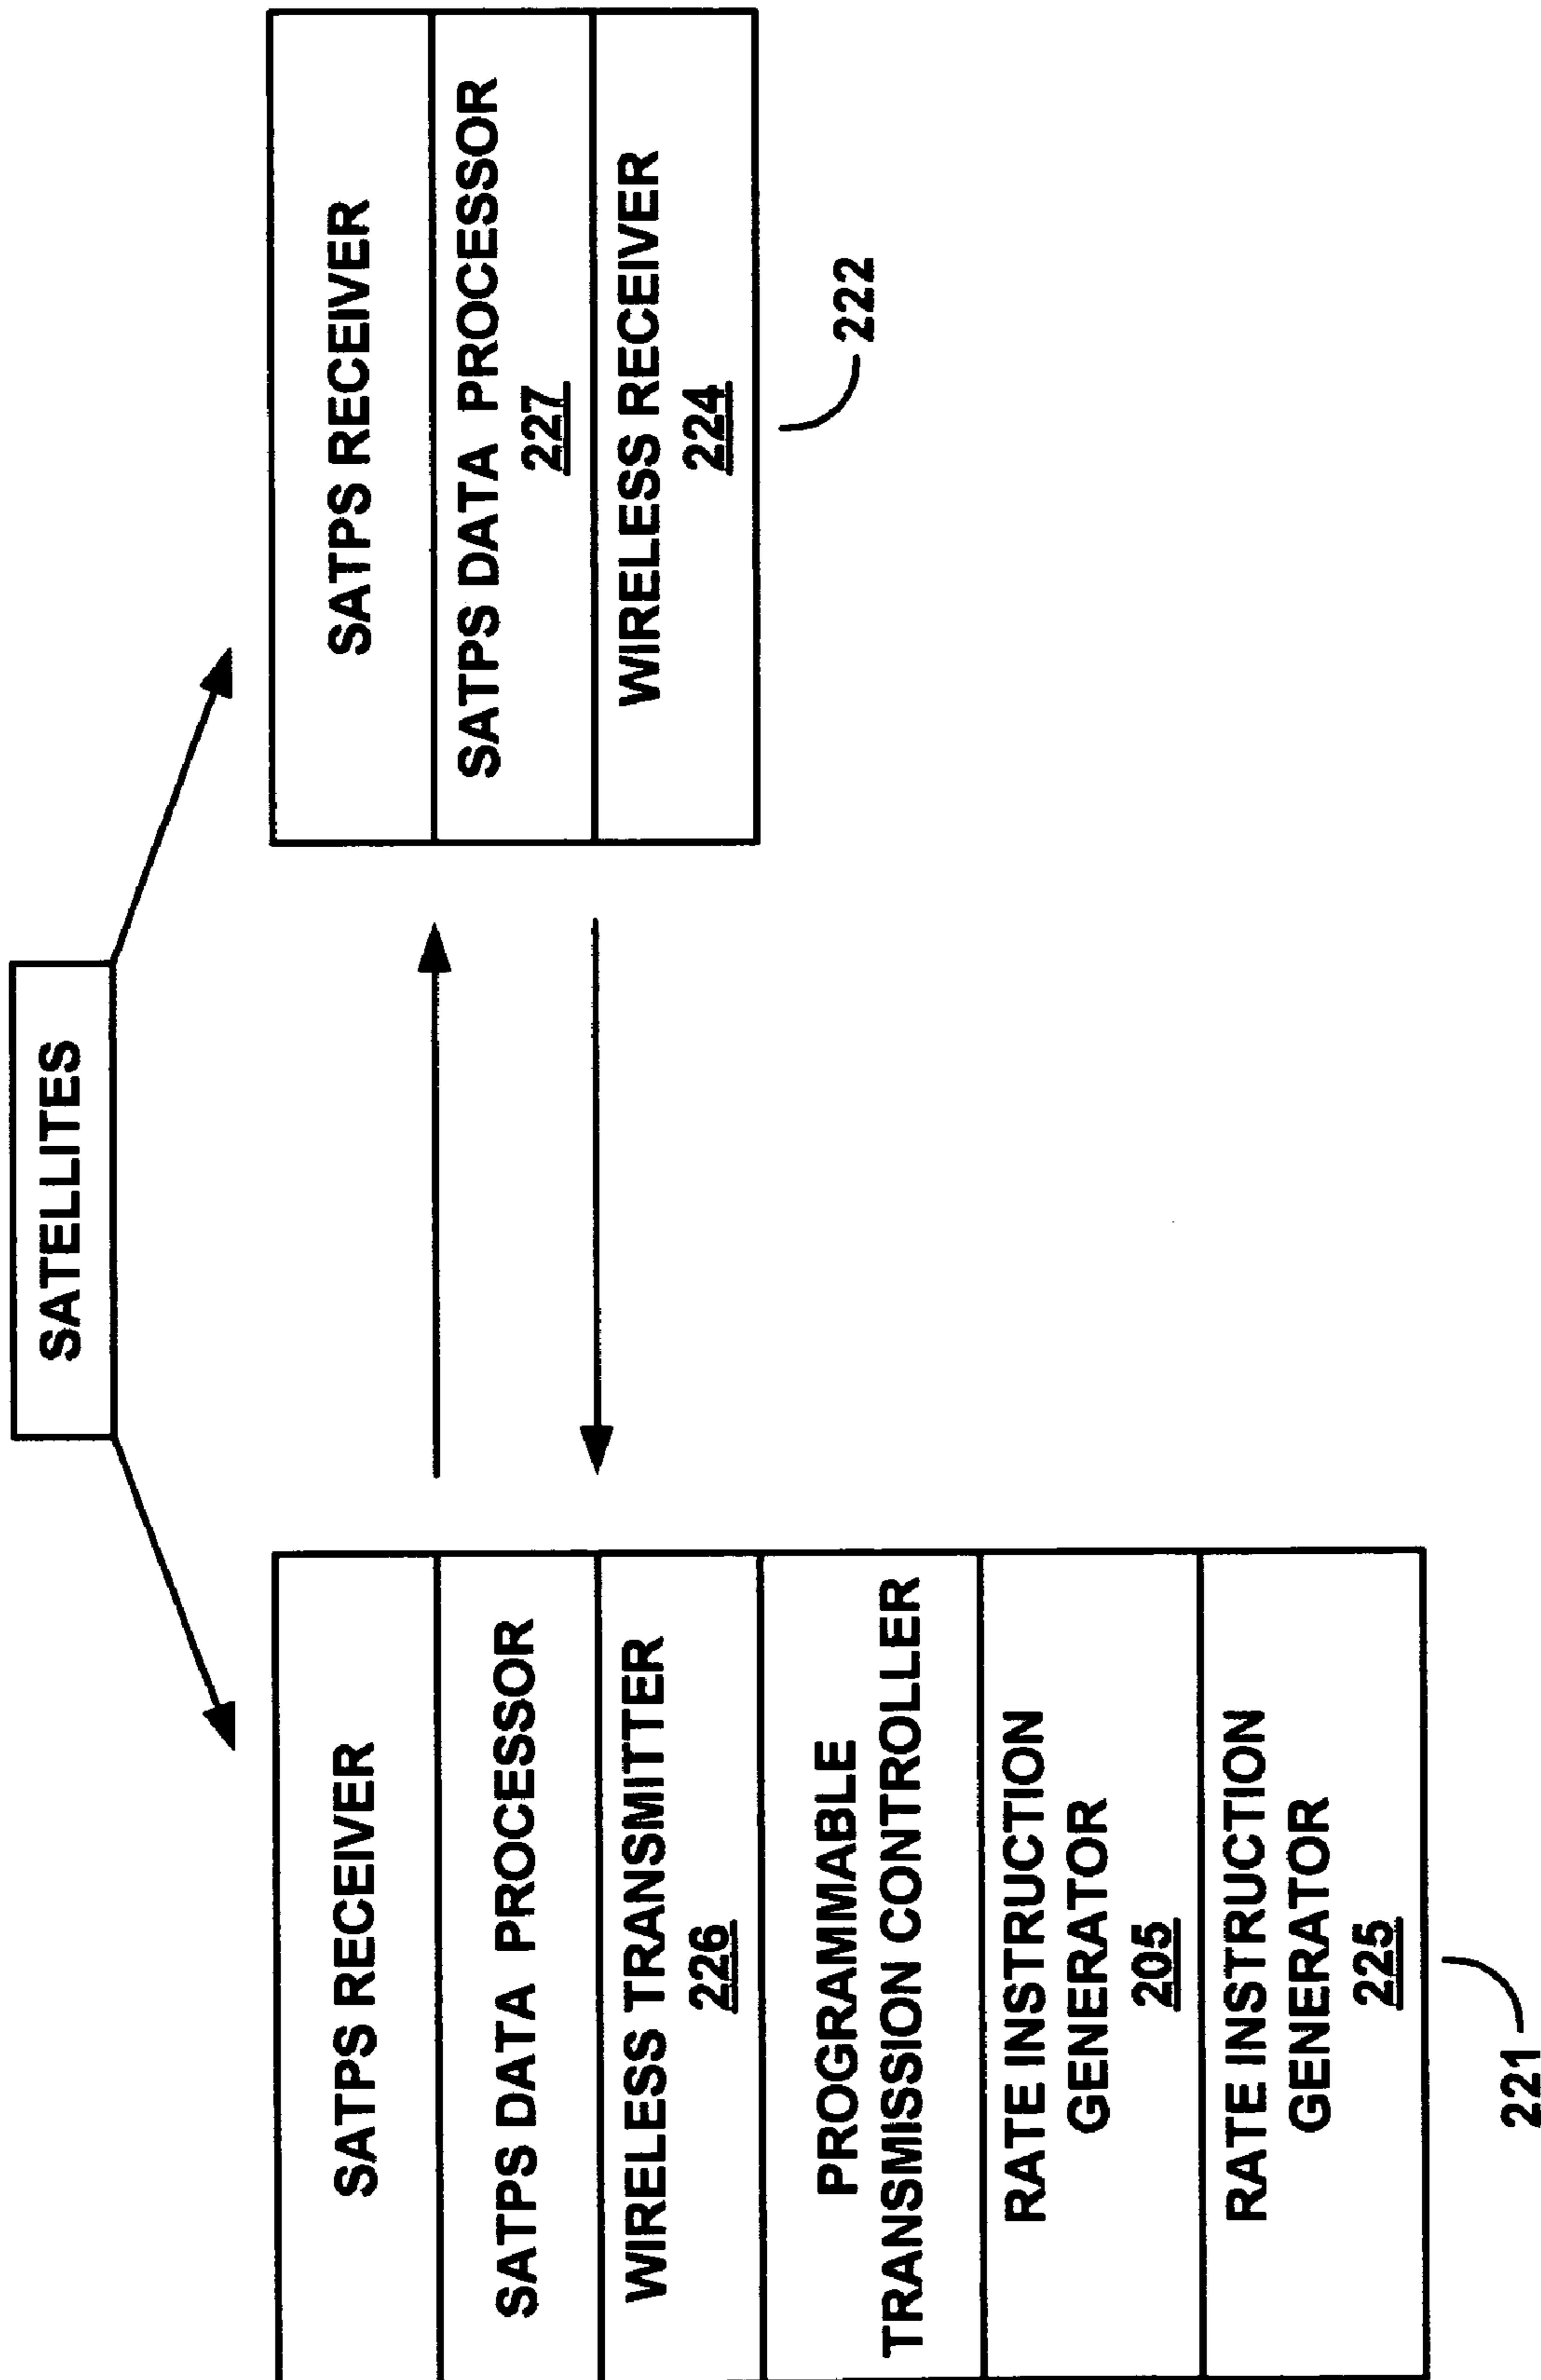 SATELLITES
SATPS RECEIVER
SATPS DATA PROCESSOR
WIRELESS TRANSMITTER
226
PROGRAMMABLE
TRANSMISSION CONTROLLER
RATE INSTRUCTION
GENERATOR
205
RATE INSTRUCTION
GENERATOR
225
221
SATPS RECEIVER
SATPS DATA PROCESSOR
227
WIRELESS RECEIVER
224
222